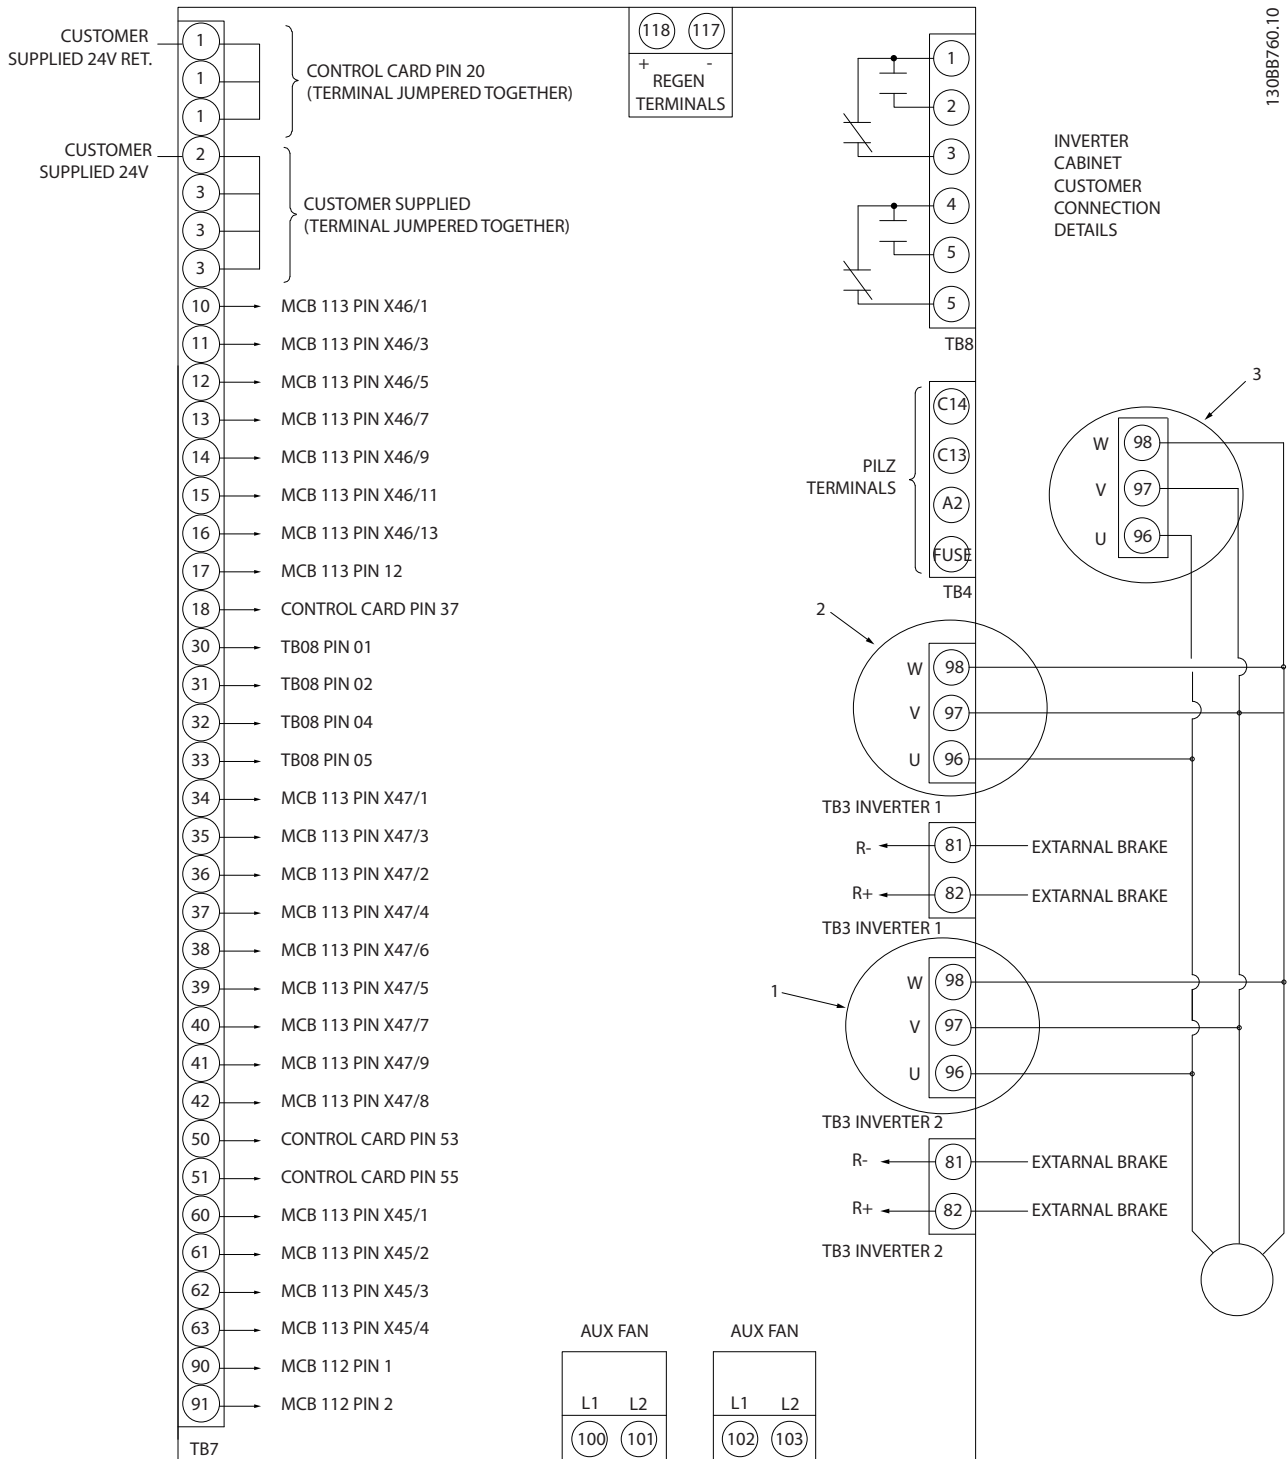 130BB760.10
CUSTOMER
SUPPLIED 24V RET.
1
1
1
CONTROL CARD PIN 20
(TERMINAL JUMPERED TOGETHER)
CUSTOMER
SUPPLIED 24V
2
3
3
3
CUSTOMER SUPPLIED
(TERMINAL JUMPERED TOGETHER)
10 MCB 113 PIN X46/1
11 MCB 113 PIN X46/3
12 MCB 113 PIN X46/5
13 MCB 113 PIN X46/7
14 MCB 113 PIN X46/9
15 MCB 113 PIN X46/11
16 MCB 113 PIN X46/13
17 MCB 113 PIN 12
18 CONTROL CARD PIN 37
30 TB08 PIN 01
31 TB08 PIN 02
32 TB08 PIN 04
33 TB08 PIN 05
34 MCB 113 PIN X47/1
35 MCB 113 PIN X47/3
36 MCB 113 PIN X47/2
37 MCB 113 PIN X47/4
38 MCB 113 PIN X47/6
39 MCB 113 PIN X47/5
40 MCB 113 PIN X47/7
41 MCB 113 PIN X47/9
42 MCB 113 PIN X47/8
50 CONTROL CARD PIN 53
51 CONTROL CARD PIN 55
60 MCB 113 PIN X45/1
61 MCB 113 PIN X45/2
62 MCB 113 PIN X45/3
63 MCB 113 PIN X45/4
90 MCB 112 PIN 1
91 MCB 112 PIN 2
TB7
118 117
+ -
REGEN
TERMINALS
1
2
3
4
5
5
TB8
INVERTER
CABINET
CUSTOMER
CONNECTION
DETAILS
PILZ
TERMINALS
C14
C13
A2
FUSE
TB4
3
W 98
V 97
U 96
2
W 98
V 97
U 96
TB3 INVERTER 1
R- 81 EXTARNAL BRAKE
R+ 82 EXTARNAL BRAKE
TB3 INVERTER 1
1
W 98
V 97
U 96
TB3 INVERTER 2
R- 81 EXTARNAL BRAKE
R+ 82 EXTARNAL BRAKE
TB3 INVERTER 2
AUX FAN
L1 L2
100 101
AUX FAN
L1 L2
102 103